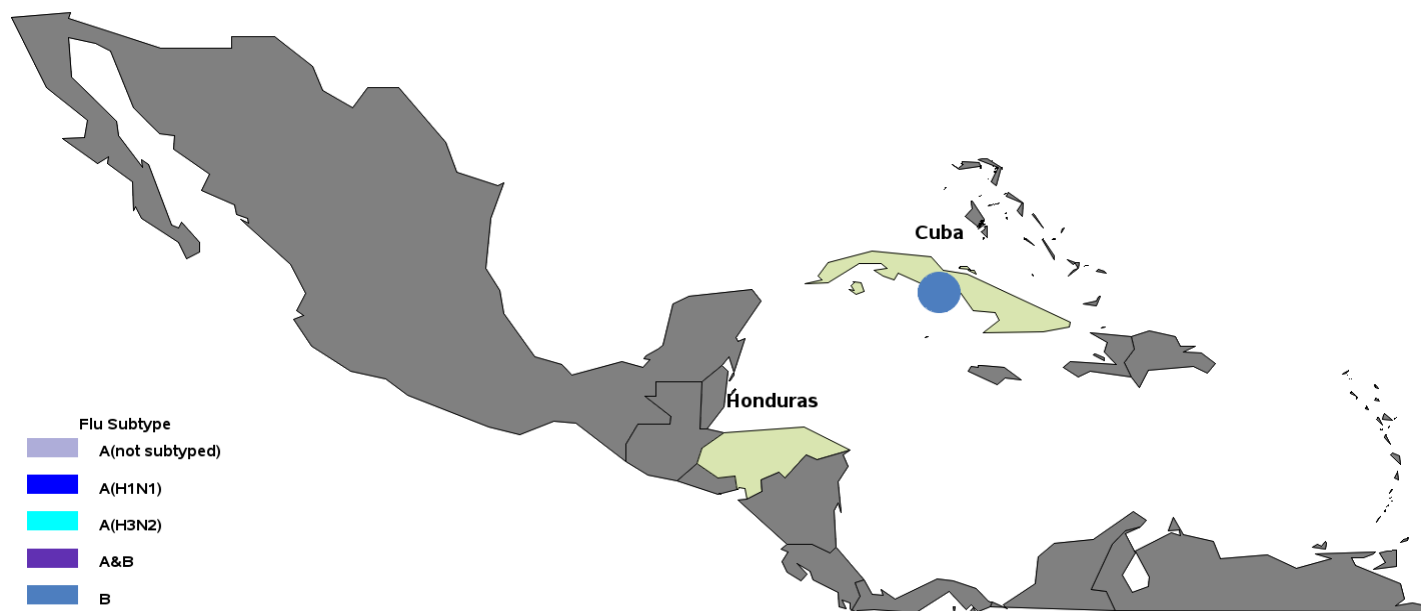 Cuba
Honduras
Flu Subtype
A(not subtyped)
A(H1N1)
A(H3N2)
A&B
B